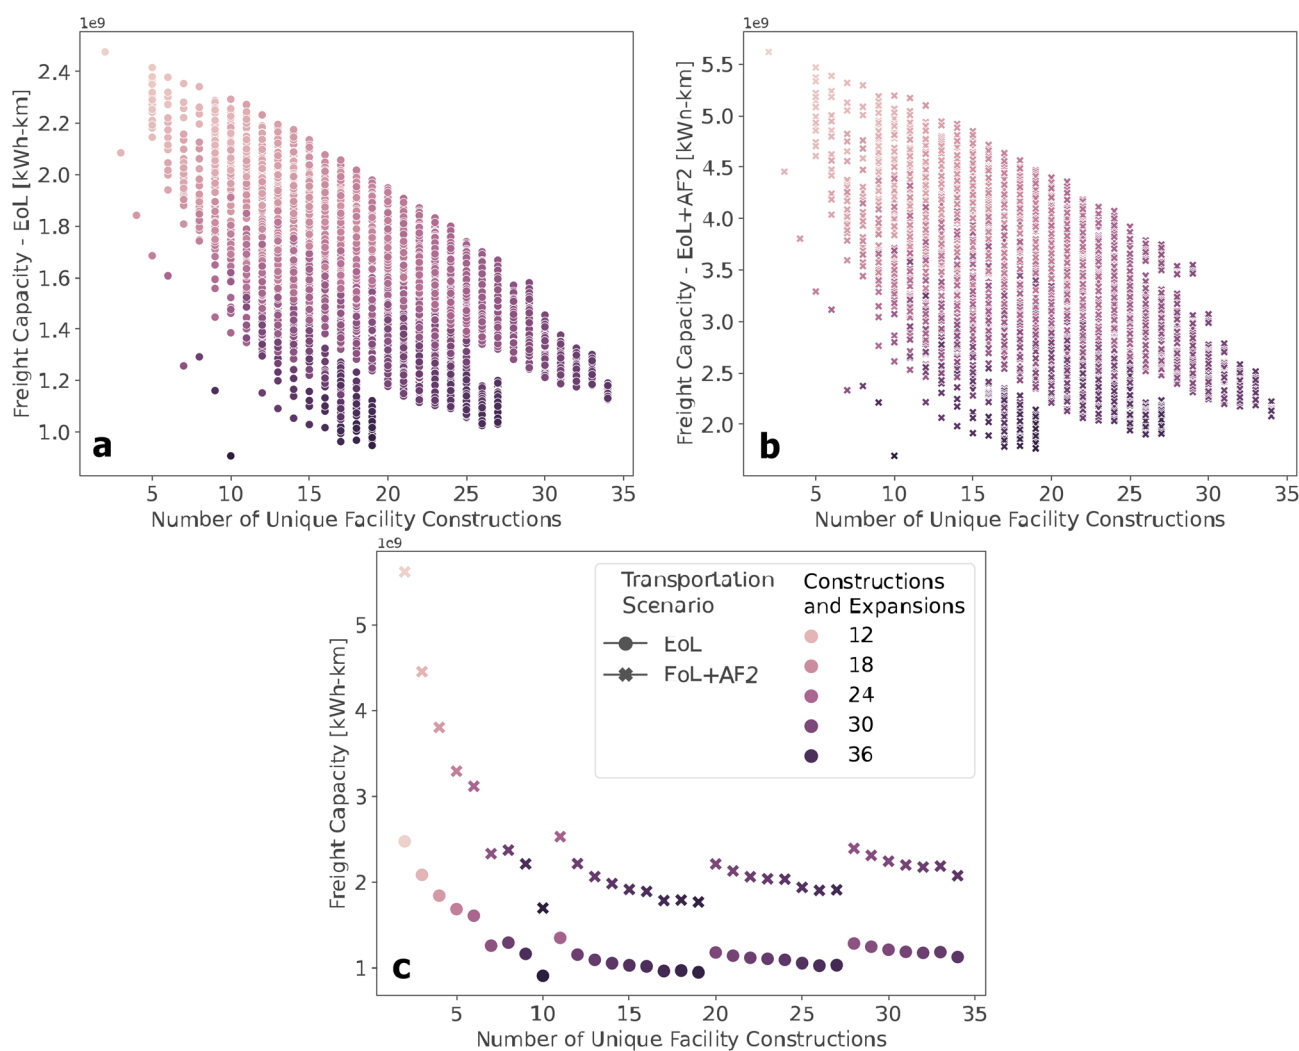 1e9
2.4
2.2
2.0
1.8
1.6
1.4
1.2
1.0
Freight Capacity - EoL [kWh-km]
a
5 10 15 20 25 30 35
Number of Unique Facility Constructions
1e9
5.5
5.0
4.5
4.0
3.5
3.0
2.5
2.0
Freight Capacity - EoL+AF2 [kWn-km]
b
5 10 15 20 25 30 35
Number of Unique Facility Constructions
1e9
5
4
3
2
1
Freight Capacity [kWh-km]
Transportation
Scenario
EoL
FoL+AF2
Constructions
and Expansions
12
18
24
30
36
c
5 10 15 20 25 30 35
Number of Unique Facility Constructions